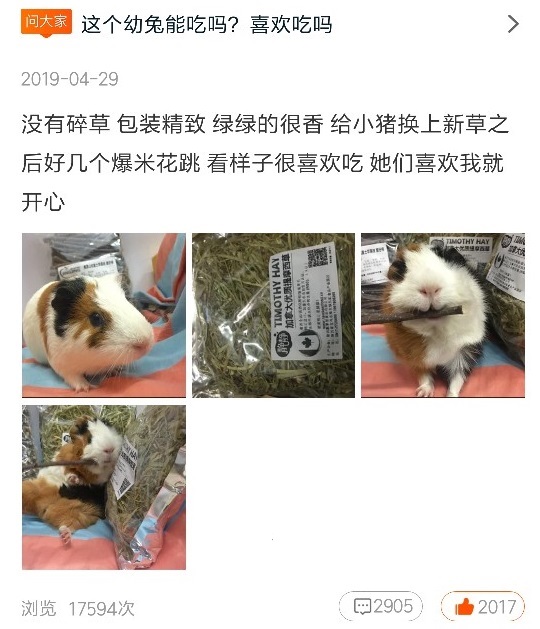 问大家 这个幼兔能吃吗？喜欢吃吗
2019-04-29
没有碎草 包装精致 绿绿的很香 给小猪换上新草之
后好几个爆米花跳 看样子很喜欢吃 她们喜欢我就
开心
TIMOTHY HAY
加拿大优质提摩西草
TIMOTHY HAY
TIMOTHY HAY
浏览 17594次
2905
2017